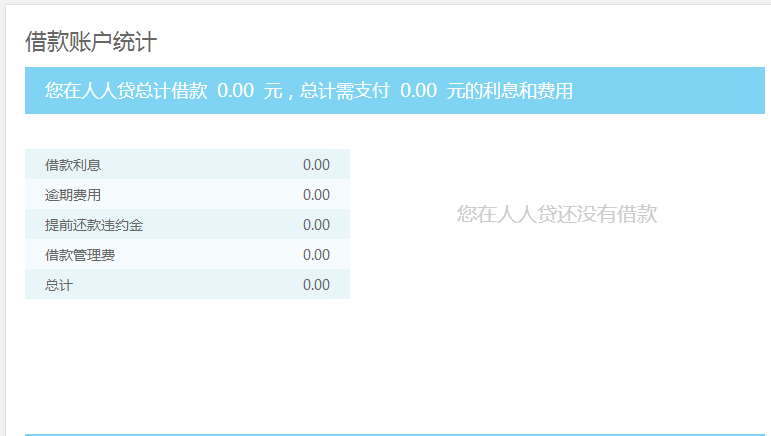 借款账户统计
您在人人贷总计借款 0.00 元，总计需支付 0.00 元的利息和费用
借款利息 0.00
逾期费用 0.00
提前还款违约金 0.00
借款管理费 0.00
总计 0.00
您在人人贷还没有借款